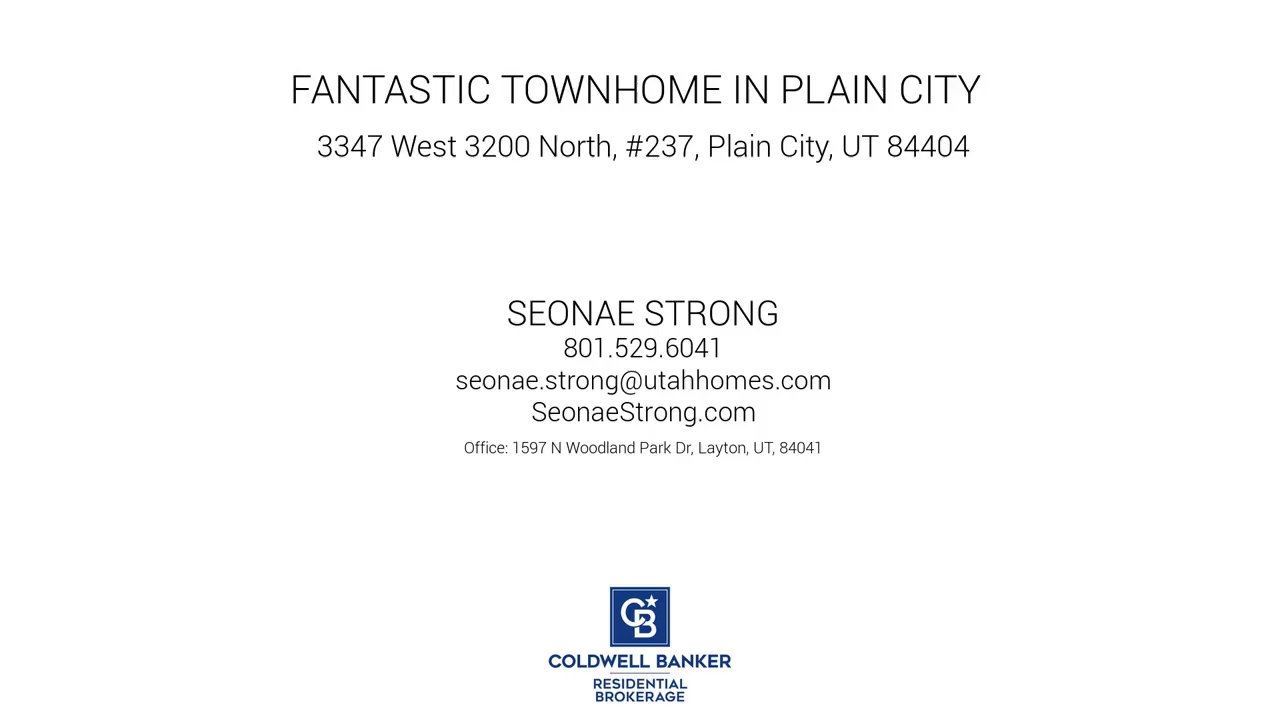 FANTASTIC TOWNHOME IN PLAIN CITY
3347 West 3200 North, #237, Plain City, UT 84404
SEONAE STRONG
801.529.6041
seonae.strong@utahhomes.com
SeonaeStrong.com
Office: 1597 N Woodland Park Dr, Layton, UT, 84041
CB
COLDWELL BANKER
RESIDENTIAL
BROKERAGE